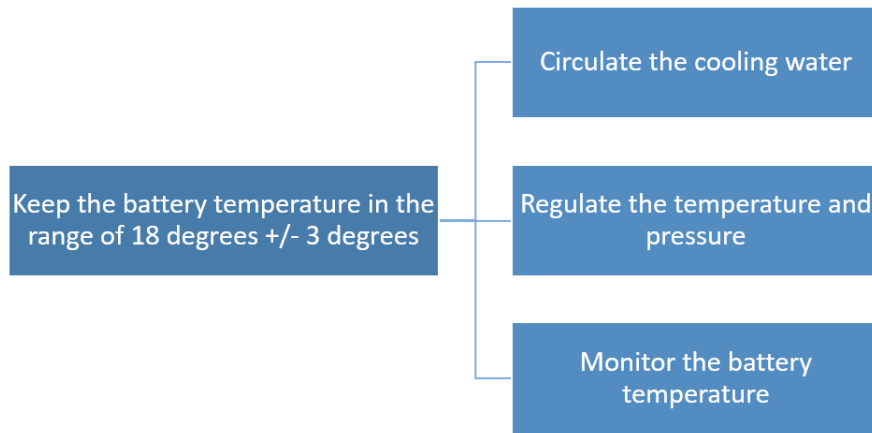 Circulate the cooling water
Keep the battery temperature in the
range of 18 degrees +/- 3 degrees
Regulate the temperature and
pressure
Monitor the battery
temperature